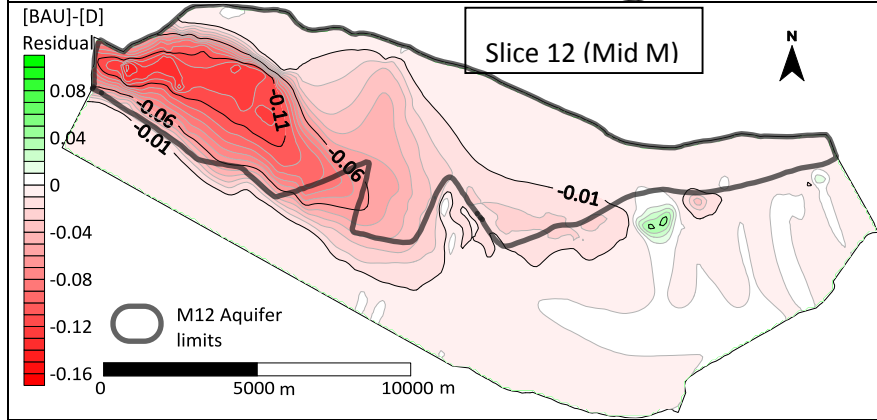 [BAU]-[D]
Residual
0.08
0.04
0
-0.04
-0.08
-0.12
-0.16
Slice 12 (Mid M)
N
-0.11
-0.06
-0.01
-0.06
-0.01
M12 Aquifer
limits
0 5000 m 10000 m